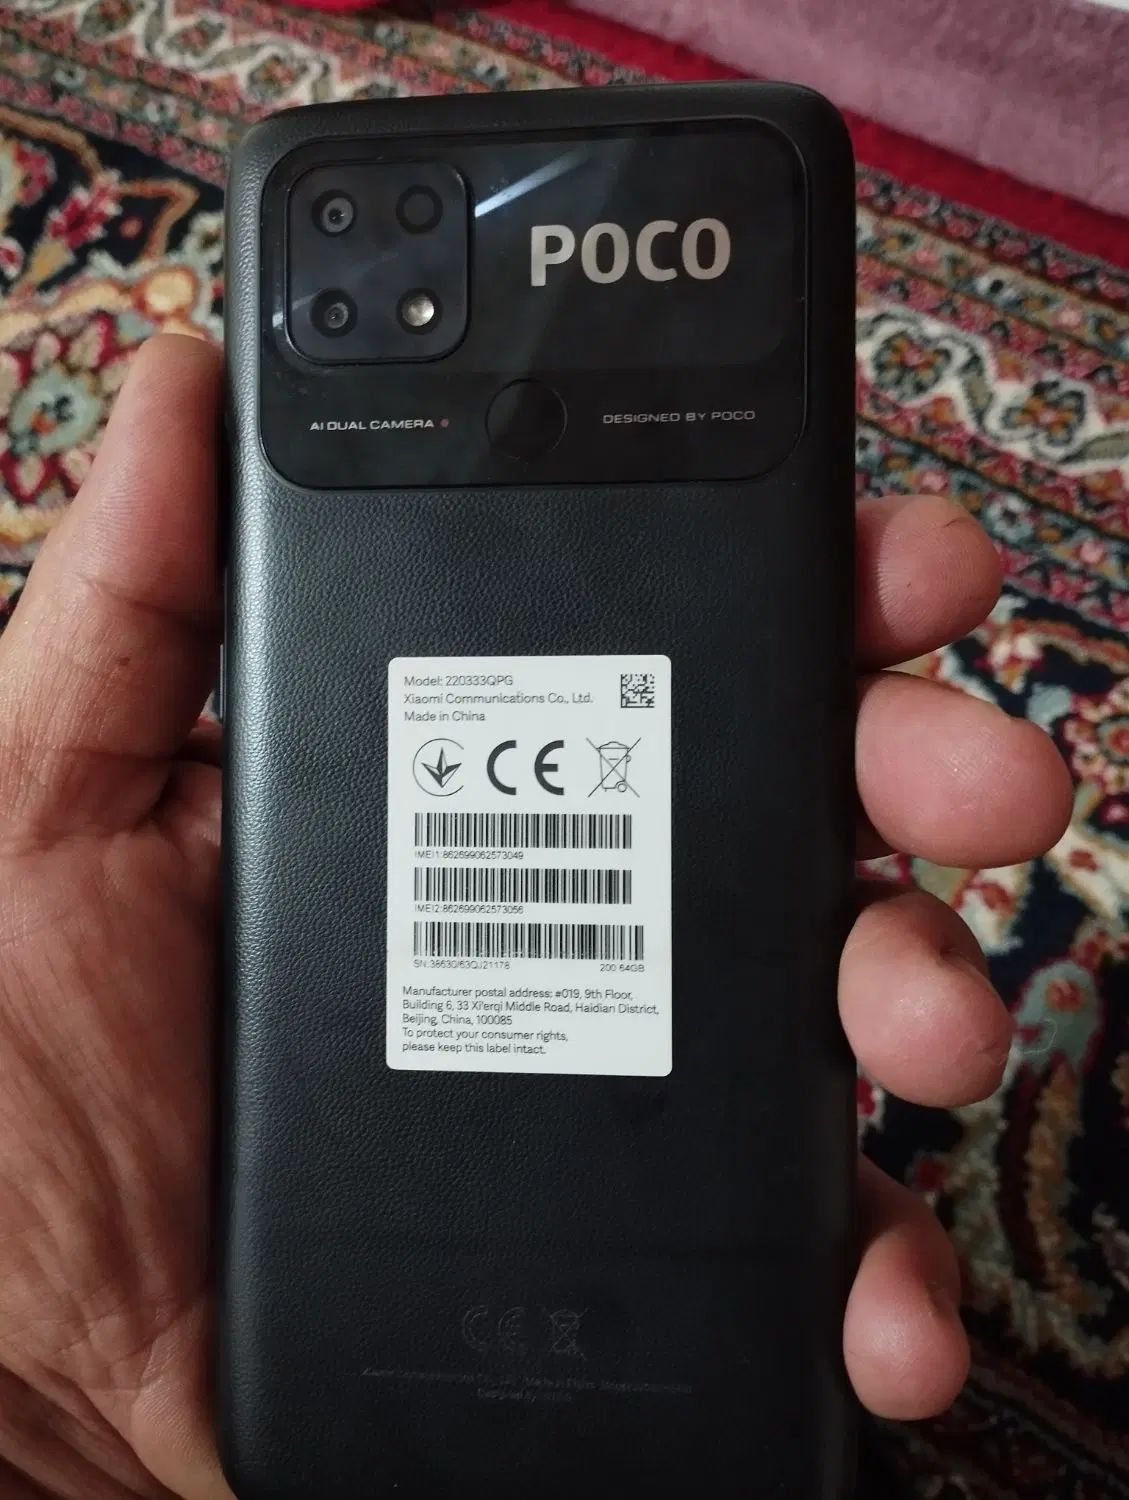 POCO
AI DUAL CAMERA
DESIGNED BY POCO
Model: 220333QPG
Xiaomi Communications Co., Ltd.
Made in China
CE
IMEI1:862699062573049
IMEI2:862699062573056
SN:38630/63QJ21178
200 64GB
Manufacturer postal address: #019, 9th Floor,
Building 6, 33 Xi'erqi Middle Road, Haidian District,
Beijing, China, 100085
To protect your consumer rights,
please keep this label intact.
CE